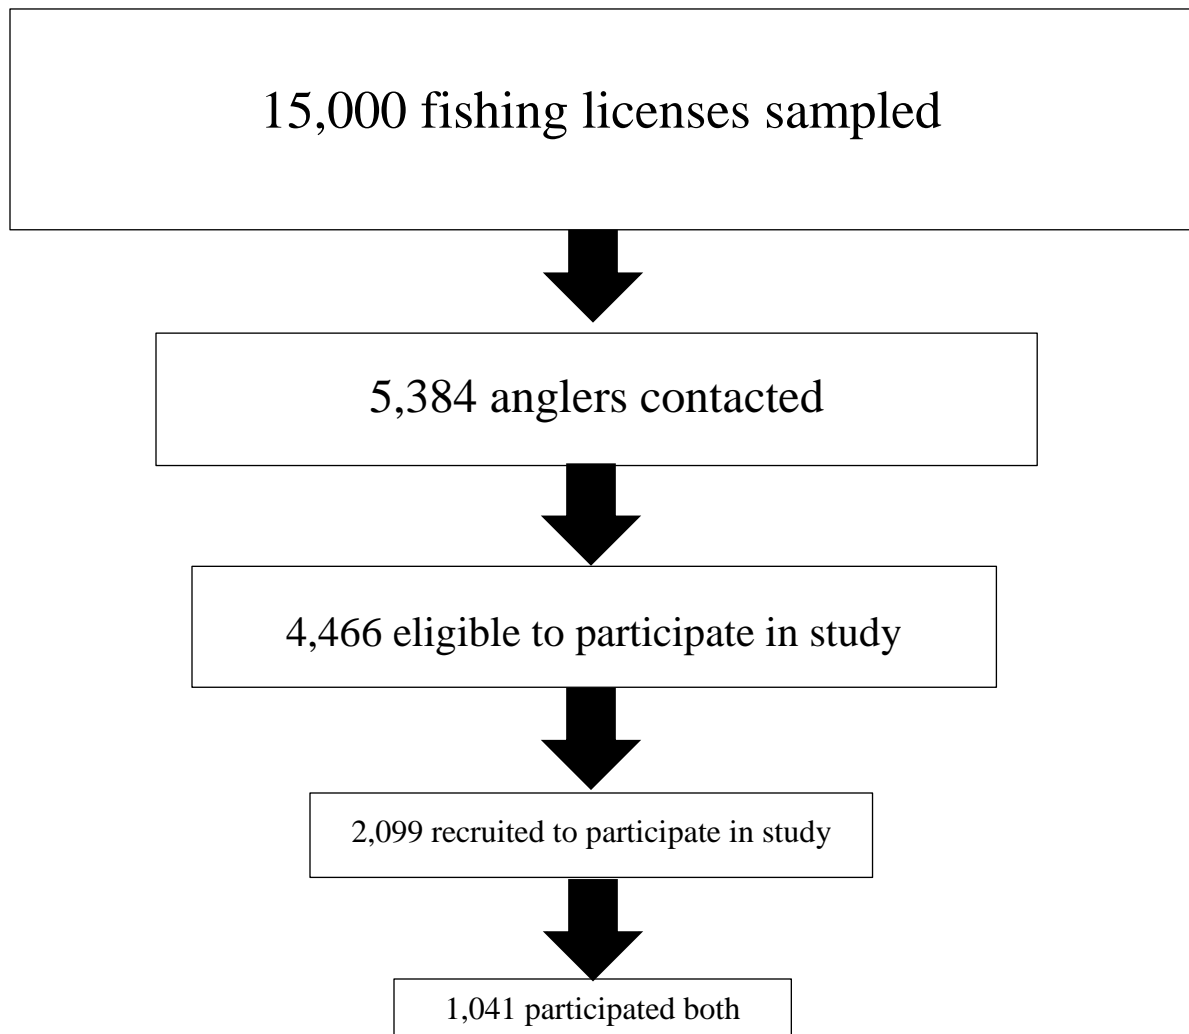 15,000 fishing licenses sampled
5,384 anglers contacted
4,466 eligible to participate in study
2,099 recruited to participate in study
1,041 participated both